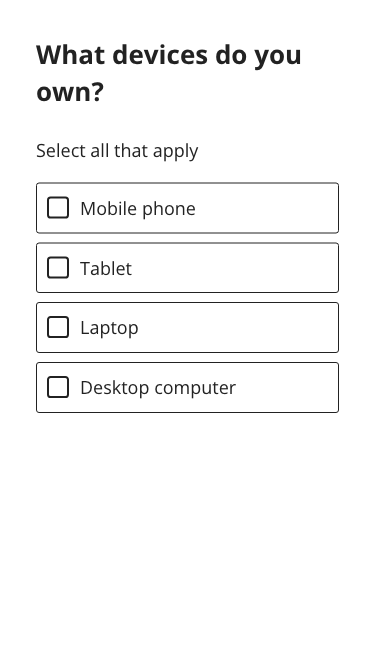 What devices do you
own?
Select all that apply
Mobile phone
Tablet
Laptop
Desktop computer